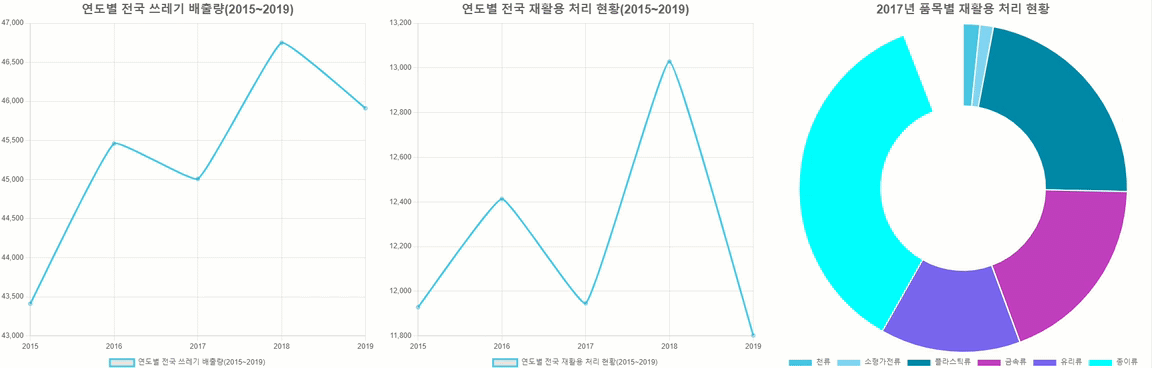 연도별 전국 쓰레기 배출량(2015~2019)
47,000
46,500
46,000
45,500
45,000
44,500
44,000
43,500
43,000
2015 2016 2017 2018 2019
연도별 전국 쓰레기 배출량(2015~2019)
연도별 전국 재활용 처리 현황(2015~2019)
13,200
13,000
12,800
12,600
12,400
12,200
12,000
11,800
2015 2016 2017 2018 2019
연도별 전국 재활용 처리 현황(2015~2019)
2017년 품목별 재활용 처리 현황
천류 소형가전류 플라스틱류 금속류 유리류 종이류